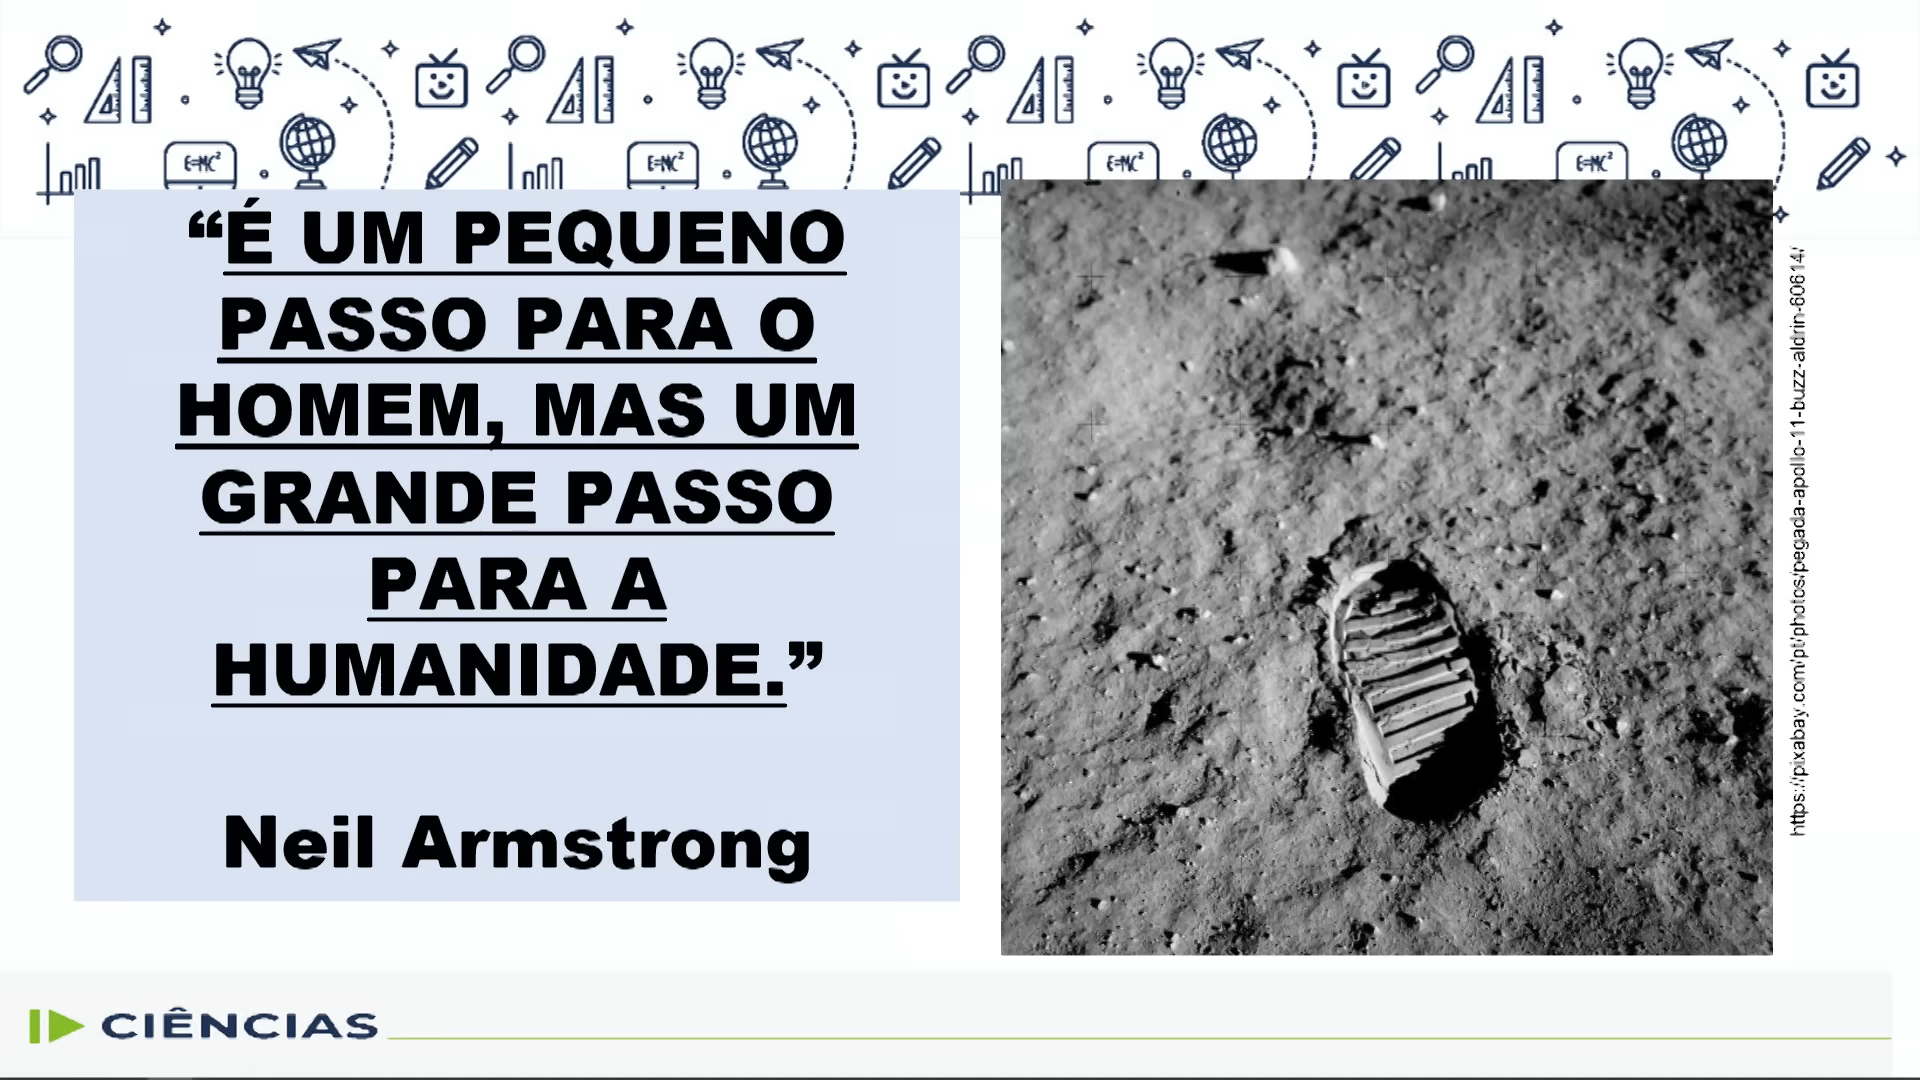 E=MC²
E=MC²
E=MC²
E=MC²
“É UM PEQUENO
PASSO PARA O
HOMEM, MAS UM
GRANDE PASSO
PARA A
HUMANIDADE.”
Neil Armstrong
https://pixabay.com/pt/photos/pegada-apollo-11-buzz-aldrin-60614/
CIÊNCIAS